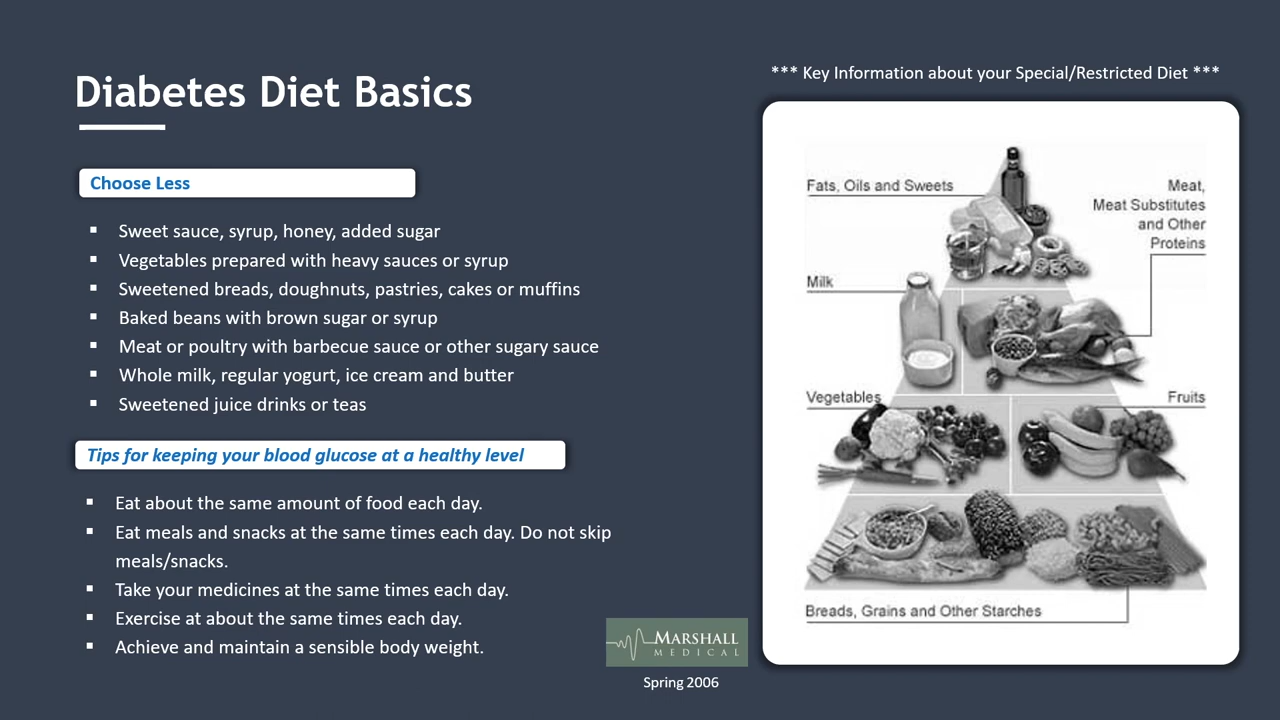 Diabetes Diet Basics
Choose Less
▪ Sweet sauce, syrup, honey, added sugar
▪ Vegetables prepared with heavy sauces or syrup
▪ Sweetened breads, doughnuts, pastries, cakes or muffins
▪ Baked beans with brown sugar or syrup
▪ Meat or poultry with barbecue sauce or other sugary sauce
▪ Whole milk, regular yogurt, ice cream and butter
▪ Sweetened juice drinks or teas
Tips for keeping your blood glucose at a healthy level
▪ Eat about the same amount of food each day.
▪ Eat meals and snacks at the same times each day. Do not skip
meals/snacks.
▪ Take your medicines at the same times each day.
▪ Exercise at about the same times each day.
▪ Achieve and maintain a sensible body weight.
MARSHALL
MEDICAL
Spring 2006
*** Key Information about your Special/Restricted Diet ***
Fats, Oils and Sweets
Meat,
Meat Substitutes
and Other
Proteins
Milk
Vegetables
Fruits
Breads, Grains and Other Starches